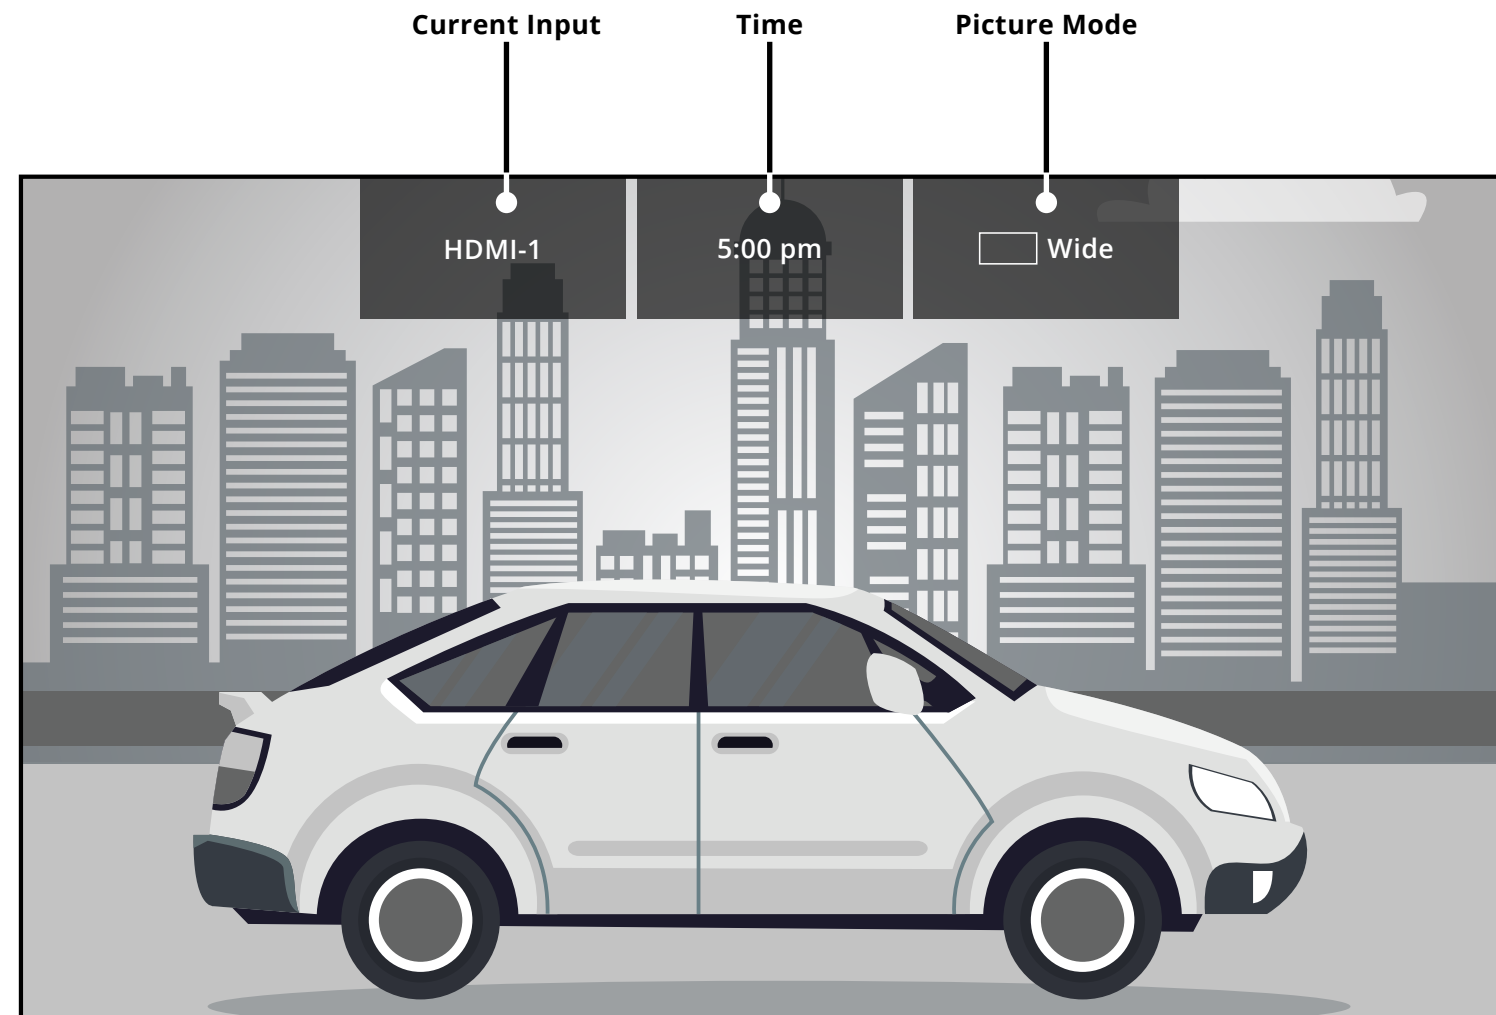 Current Input
Time
Picture Mode
HDMI-1
5:00 pm
Wide